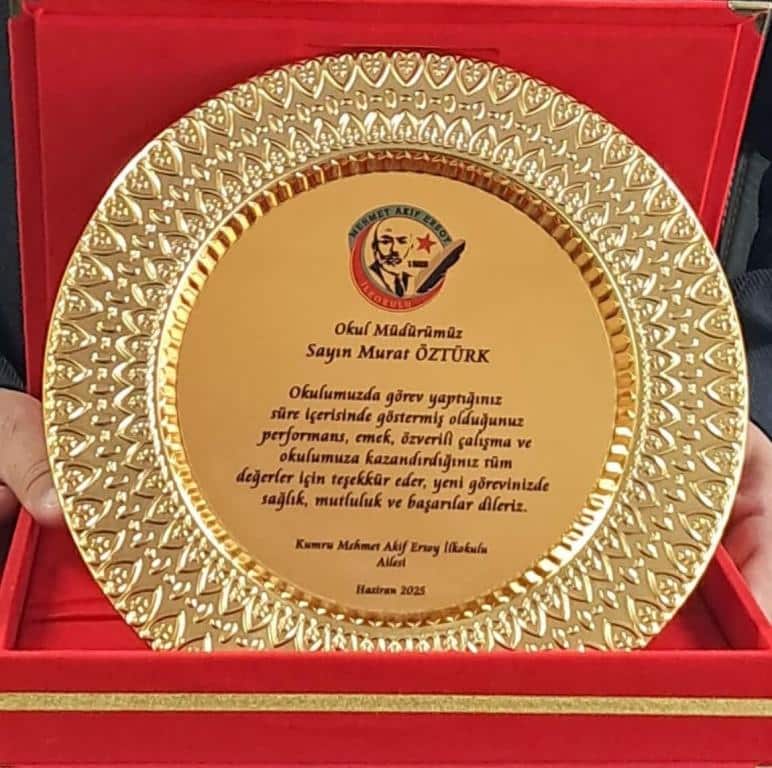 MEHMET AKİF ERSOY
İLKOKULU
Okul Müdürümüz
Sayın Murat ÖZTÜRK
Okulumuzda görev yaptığınız
süre içerisinde göstermiş olduğunuz
performans, emek, özverili çalışma ve
okulumuza kazandırdığınız tüm
değerler için teşekkür eder, yeni görevinizde
sağlık, mutluluk ve başarılar dileriz.
Kumru Mehmet Akif Ersoy İlkokulu
Ailesi
Haziran 2025